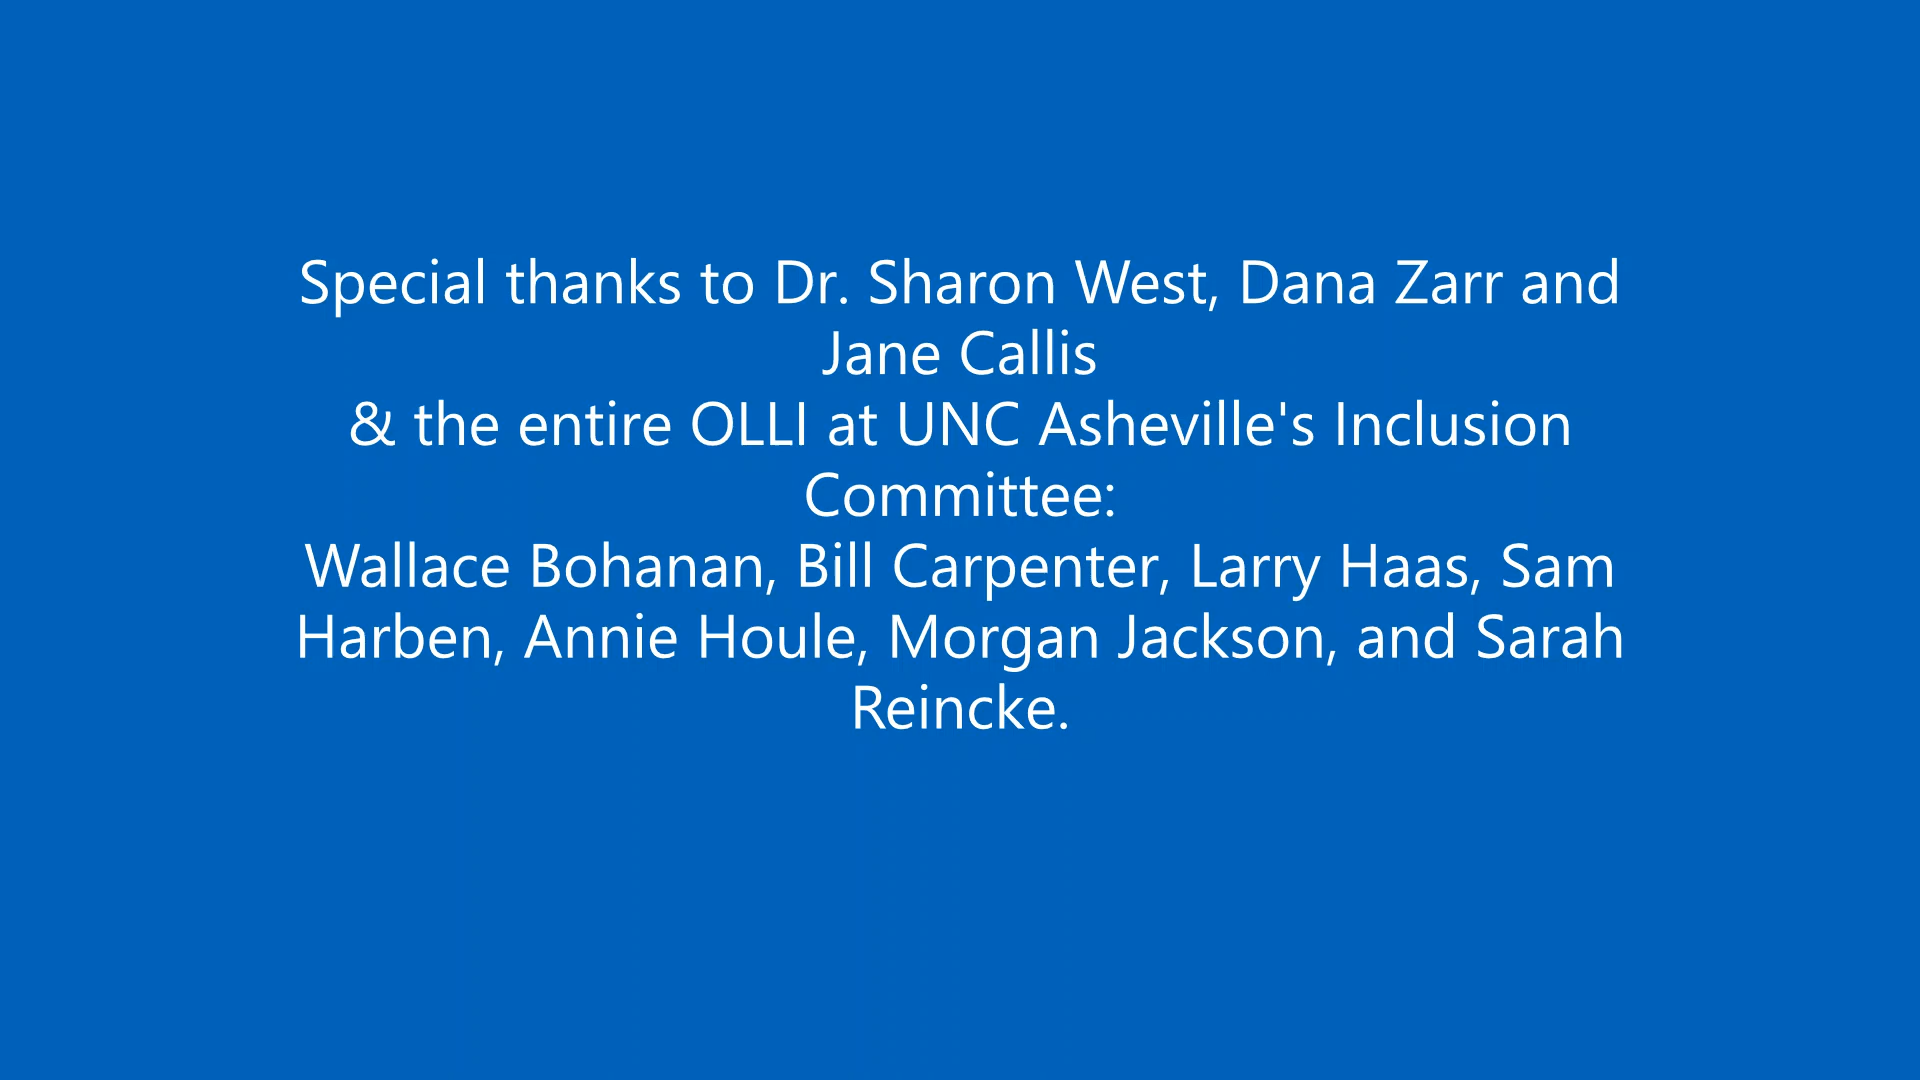 Special thanks to Dr. Sharon West, Dana Zarr and
Jane Callis
& the entire OLLI at UNC Asheville's Inclusion
Committee:
Wallace Bohanan, Bill Carpenter, Larry Haas, Sam
Harben, Annie Houle, Morgan Jackson, and Sarah
Reincke.